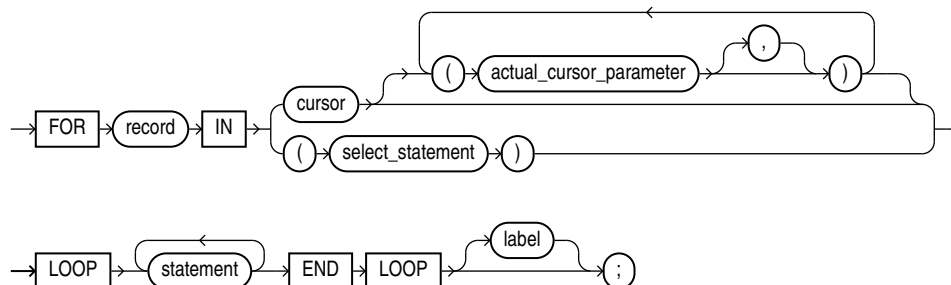 ( actual_cursor_parameter , )
cursor
FOR record IN
( select_statement )
LOOP statement END LOOP label ;